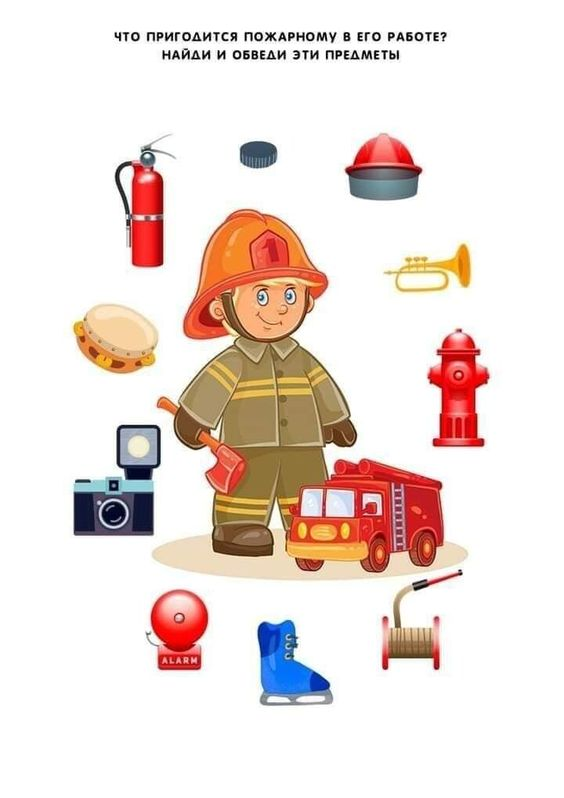 ЧТО ПРИГОДИТСЯ ПОЖАРНОМУ В ЕГО РАБОТЕ?
НАЙДИ И ОБВЕДИ ЭТИ ПРЕДМЕТЫ
1
ALARM